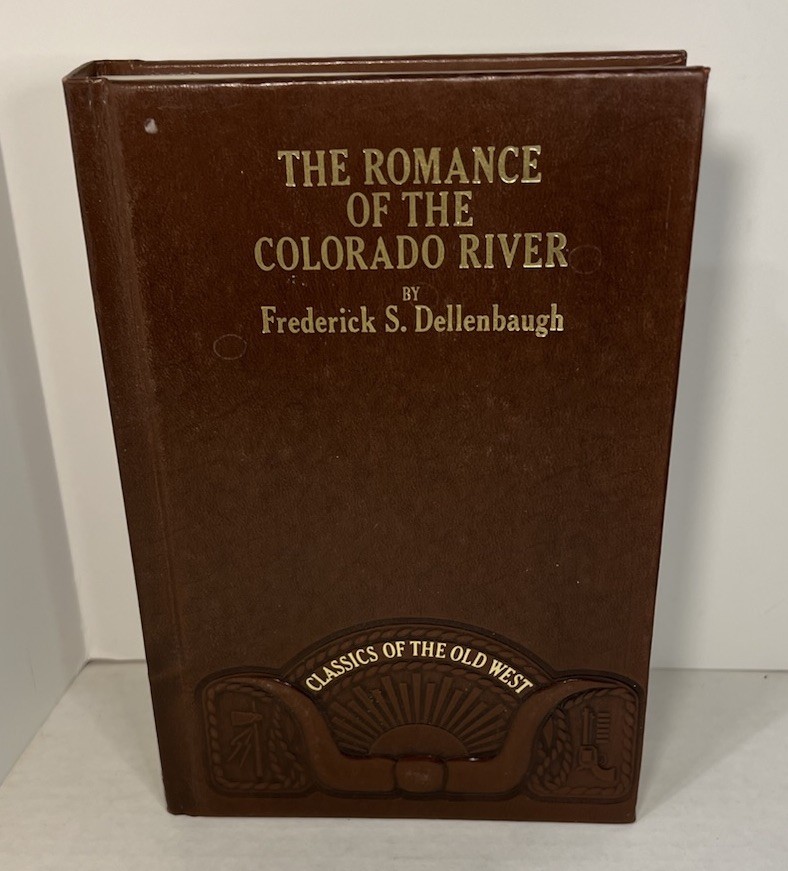 THE ROMANCE
OF THE
COLORADO RIVER
BY
Frederick S. Dellenbaugh
CLASSICS OF THE OLD WEST